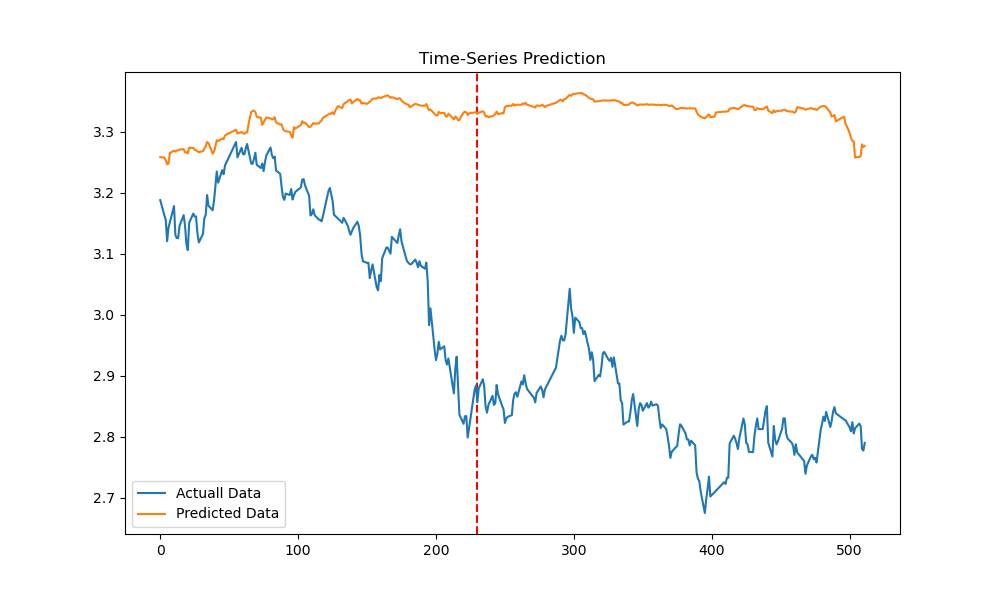 Time-Series Prediction
3.3
3.2
3.1
3.0
2.9
2.8
2.7
Actuall Data
Predicted Data
0 100 200 300 400 500